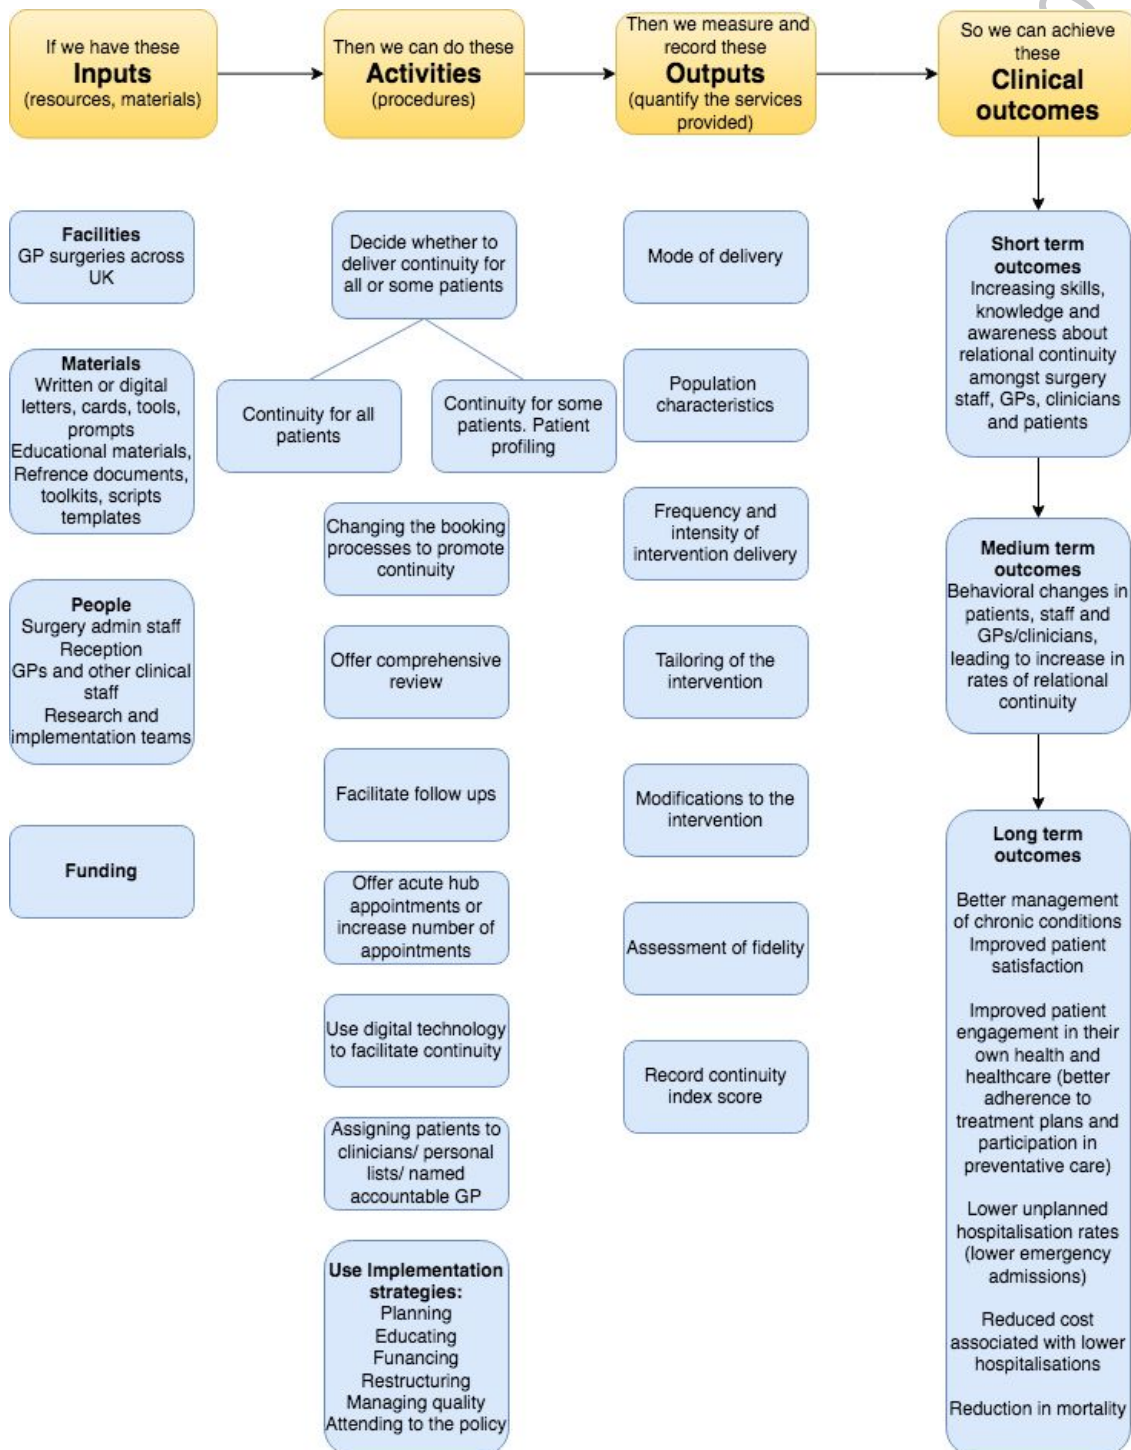 If we have these
Inputs
(resources, materials)
Then we can do these
Activities
(procedures)
Then we measure and
record these
Outputs
(quantify the services
provided)
So we can achieve
these
Clinical
outcomes
Facilities
GP surgeries across
UK
Materials
Written or digital
letters, cards, tools,
prompts
Educational materials,
Refrence documents,
toolkits, scripts
templates
People
Surgery admin staff
Reception
GPs and other clinical
staff
Research and
implementation teams
Funding
Decide whether to
deliver continuity for
all or some patients
Continuity for all
patients
Continuity for some
patients. Patient
profiling
Changing the booking
processes to promote
continuity
Offer comprehensive
review
Facilitate follow ups
Offer acute hub
appointments or
increase number of
appointments
Use digital technology
to facilitate continuity
Assigning patients to
clinicians/ personal
lists/ named
accountable GP
Use Implementation
strategies:
Planning
Educating
Funancing
Restructuring
Managing quality
Attending to the policy
Mode of delivery
Population
characteristics
Frequency and
intensity of
intervention delivery
Tailoring of the
intervention
Modifications to the
intervention
Assessment of fidelity
Record continuity
index score
Short term
outcomes
Increasing skills,
knowledge and
awareness about
relational continuity
amongst surgery
staff, GPs, clinicians
and patients
Medium term
outcomes
Behavioral changes in
patients, staff and
GPs/clinicians,
leading to increase in
rates of relational
continuity
Long term
outcomes
Better management
of chronic conditions
Improved patient
satisfaction
Improved patient
engagement in their
own health and
healthcare (better
adherence to
treatment plans and
participation in
preventative care)
Lower unplanned
hospitalisation rates
(lower emergency
admissions)
Reduced cost
associated with lower
hospitalisations
Reduction in mortality